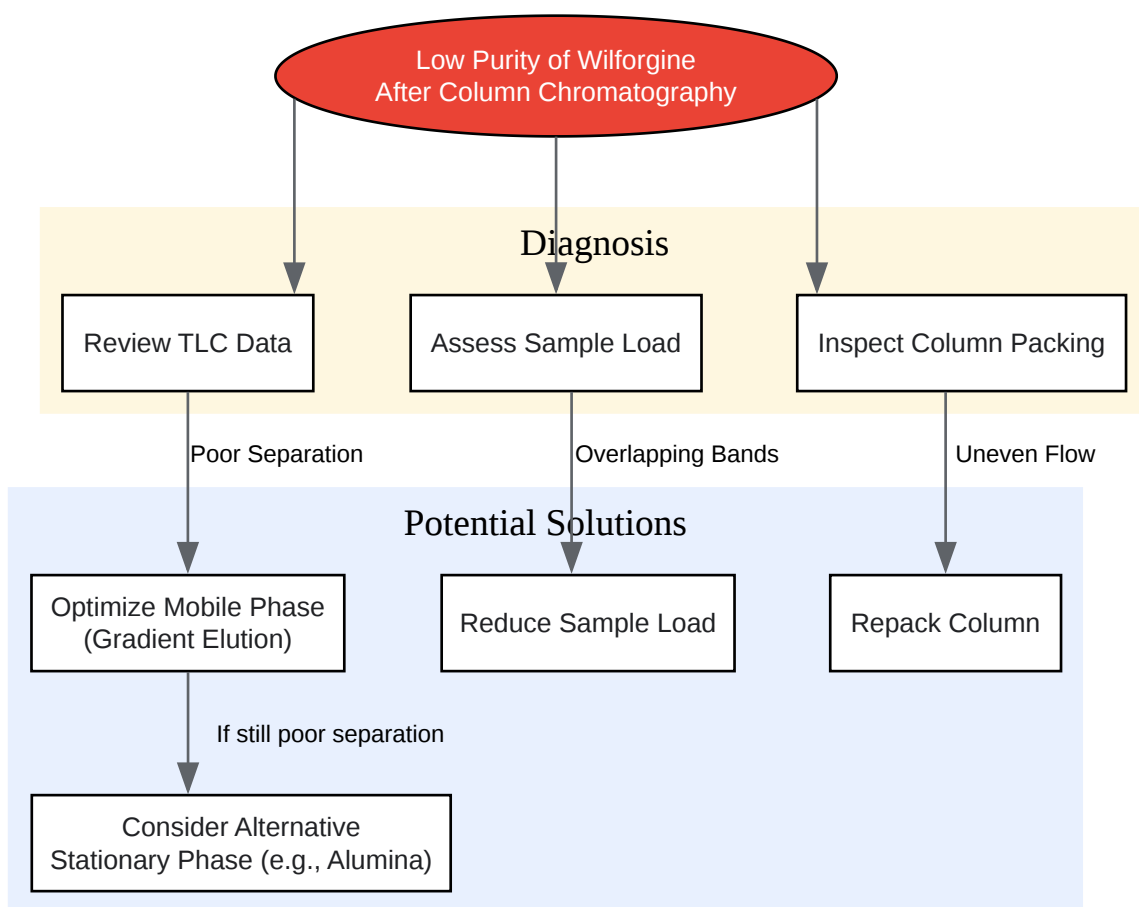 Low Purity of Wilforgine
After Column Chromatography
Diagnosis
Review TLC Data
Assess Sample Load
Inspect Column Packing
Poor Separation
Overlapping Bands
Uneven Flow
Potential Solutions
Optimize Mobile Phase
(Gradient Elution)
Reduce Sample Load
Repack Column
If still poor separation
Consider Alternative
Stationary Phase (e.g., Alumina)